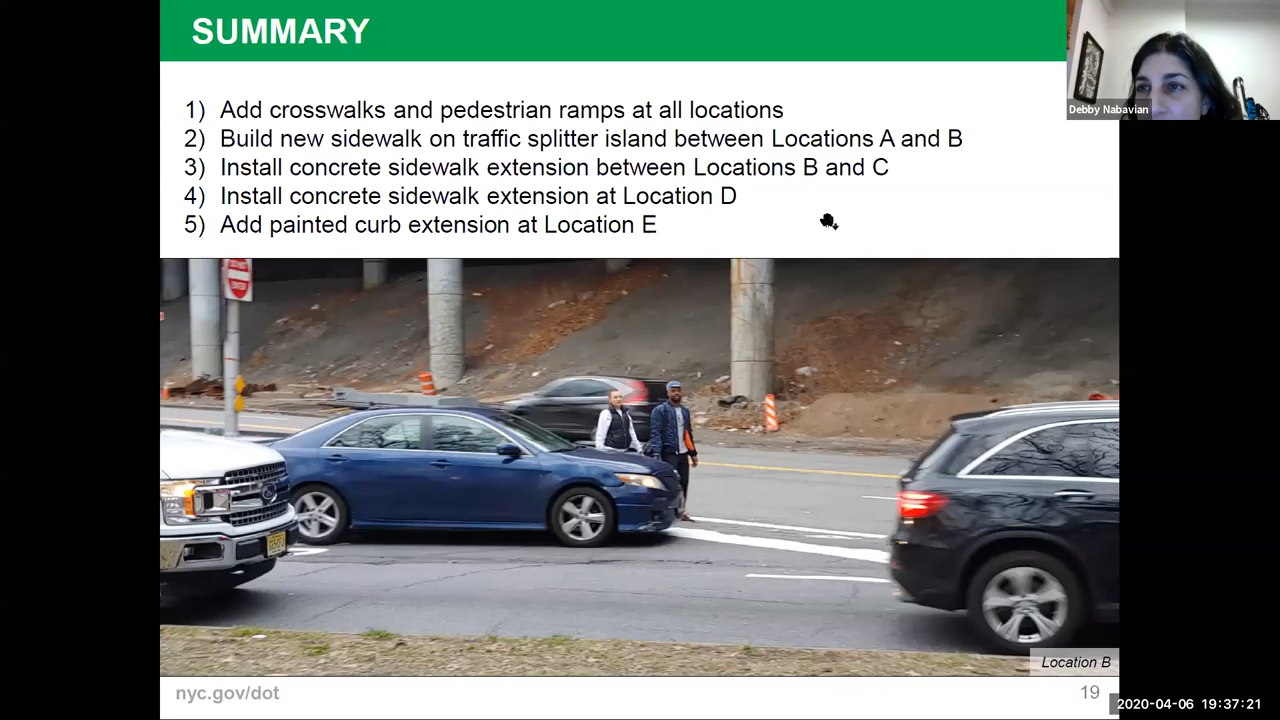 SUMMARY
Debby Nabavian
1) Add crosswalks and pedestrian ramps at all locations
2) Build new sidewalk on traffic splitter island between Locations A and B
3) Install concrete sidewalk extension between Locations B and C
4) Install concrete sidewalk extension at Location D
5) Add painted curb extension at Location E
Location B
nyc.gov/dot
19
2020-04-06 19:37:21